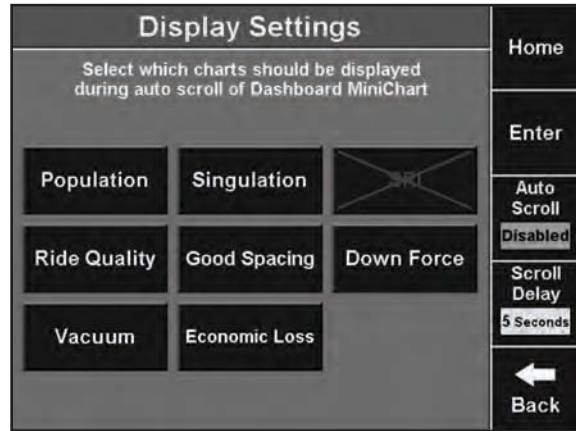 Display Settings
Select which charts should be displayed
during auto scroll of Dashboard MiniChart
Population
Singulation
SRI
Ride Quality
Good Spacing
Down Force
Vacuum
Economic Loss
Home
Enter
Auto
Scroll
Disabled
Scroll
Delay
5 Seconds
Back